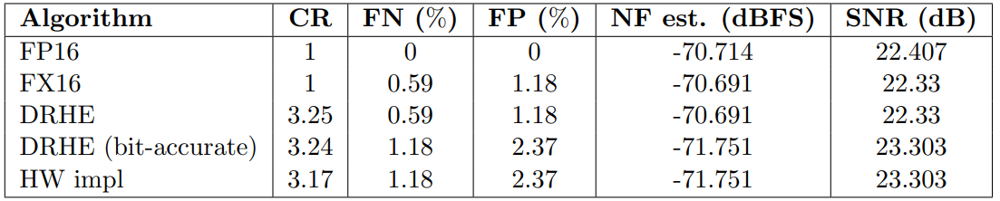 Algorithm CR FN (%) FP (%) NF est. (dBFS) SNR (dB)
FP16 1 0 0 -70.714 22.407
FX16 1 0.59 1.18 -70.691 22.33
DRHE 3.25 0.59 1.18 -70.691 22.33
DRHE (bit-accurate) 3.24 1.18 2.37 -71.751 23.303
HW impl 3.17 1.18 2.37 -71.751 23.303